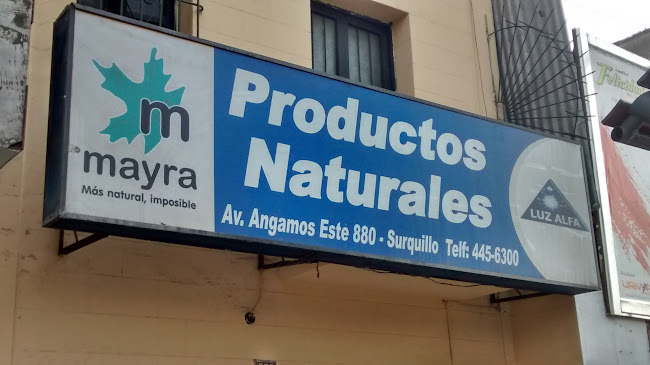 m
mayra
Más natural, imposible
Productos
Naturales
Av. Angamos Este 880 - Surquillo Telf: 445-6300
LUZ ALFA